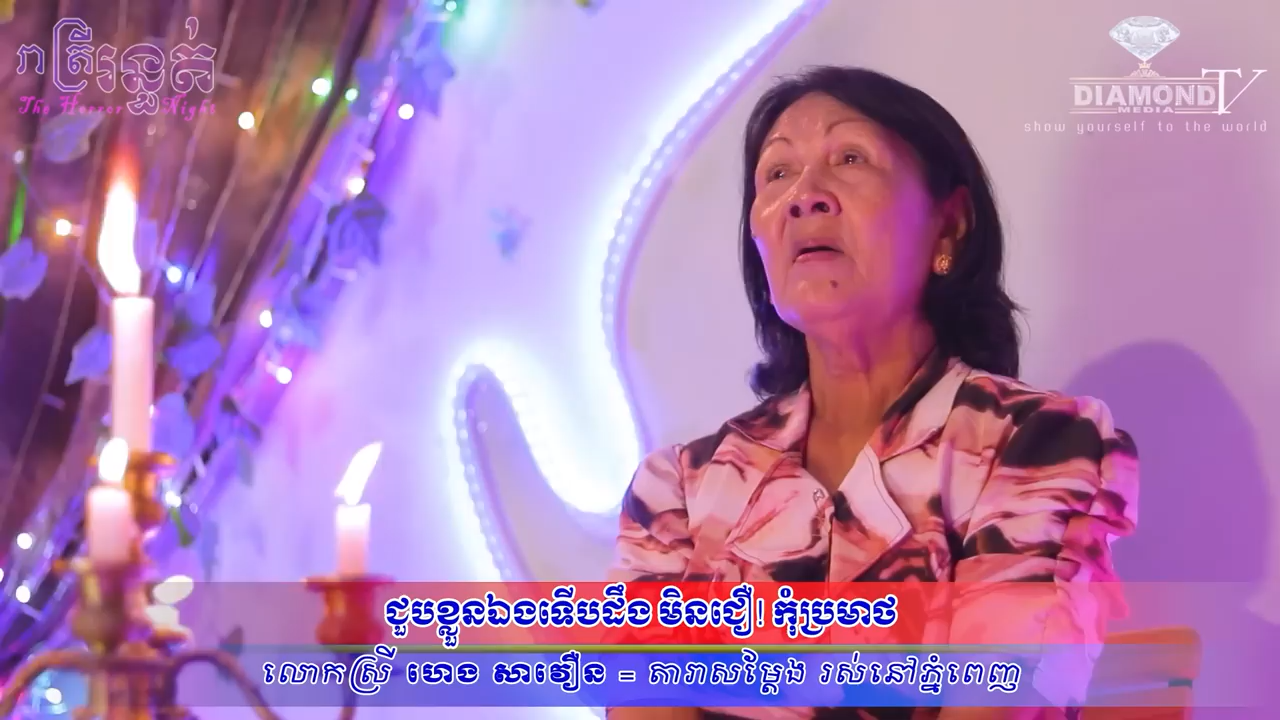 រាត្រីរន្ធត់
The Horror Night
DIAMOND TV
MEDIA
show yourself to the world
ជួបខ្លួនឯងទើបដឹង មិនជឿ! កុំប្រមាថ
លោកស្រី ហេង សាវឿន = តារាសម្តែង រស់នៅភ្នំពេញ